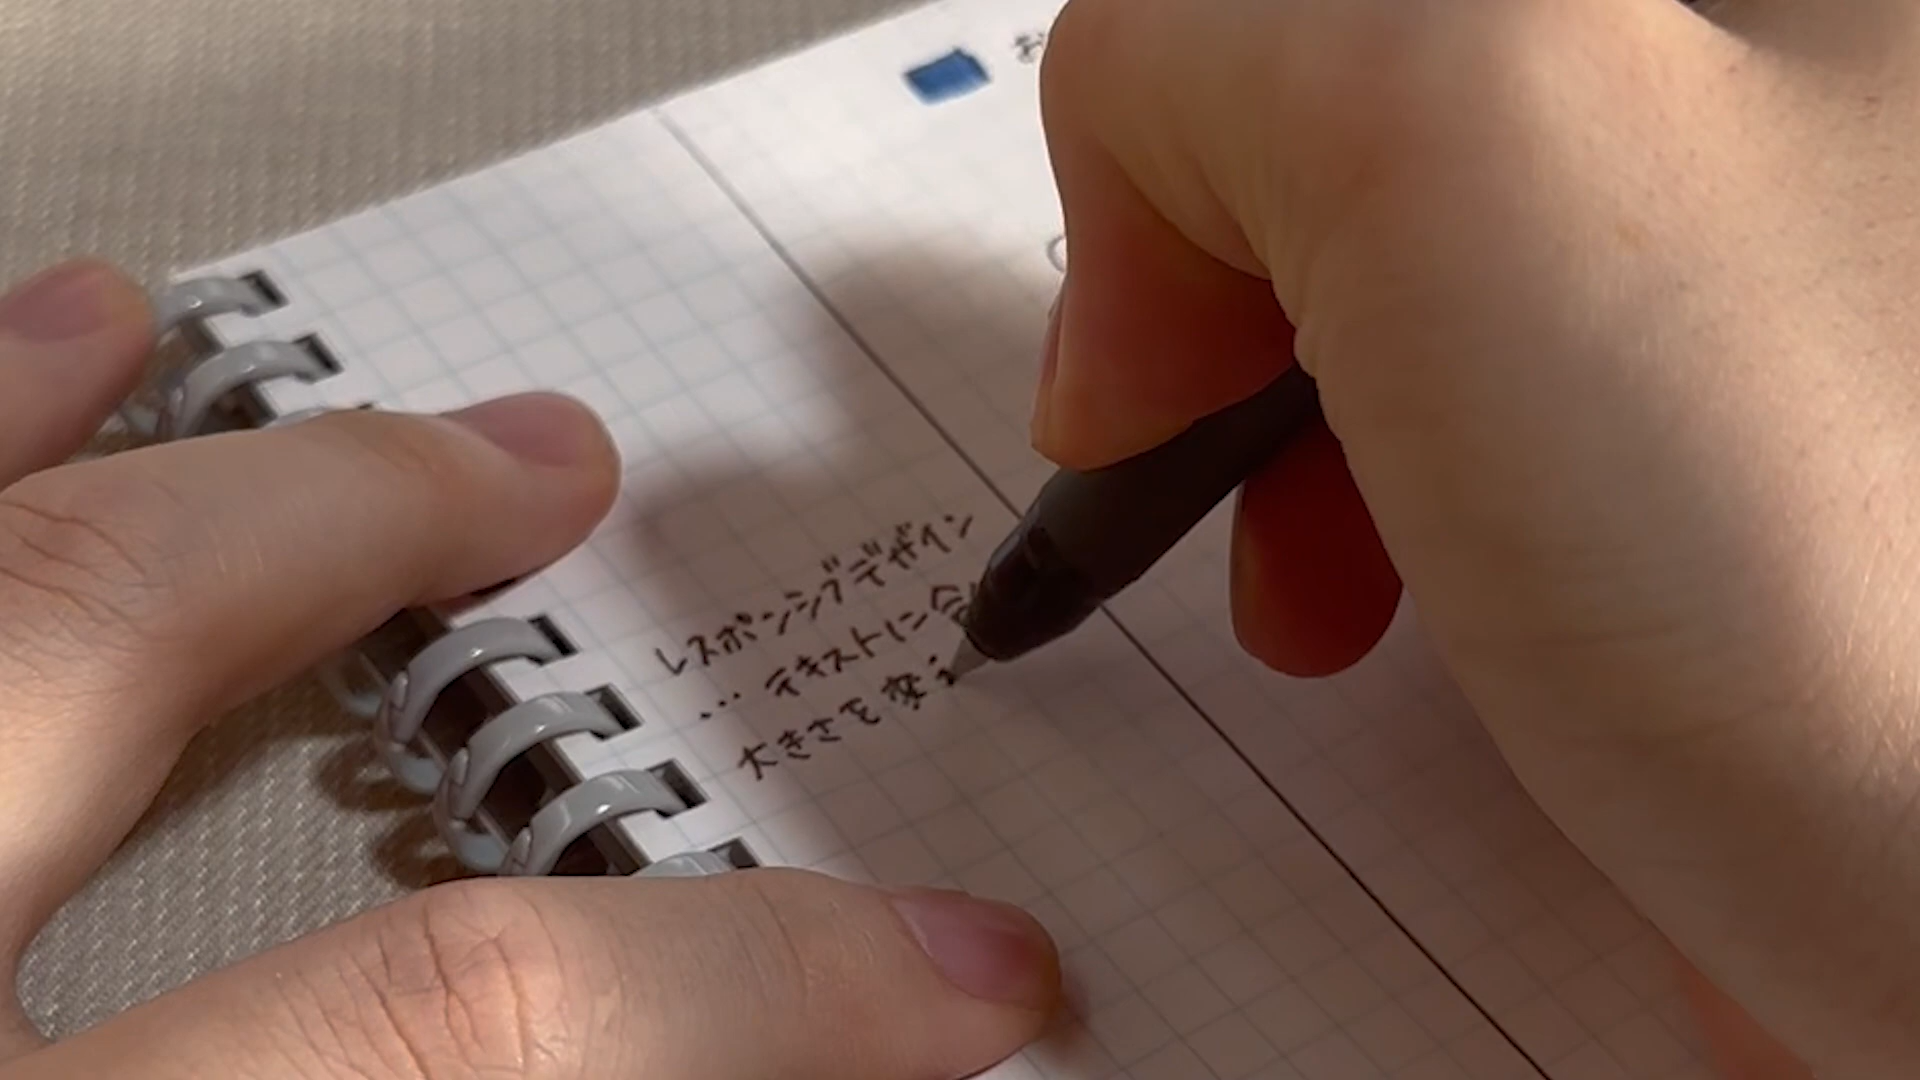 レスポンシブデザイン
… テキストに合
大きさを変